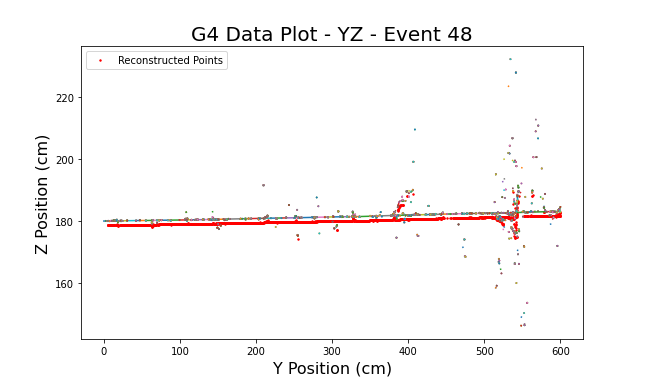 G4 Data Plot - YZ - Event 48
Reconstructed Points
Z Position (cm)
220
200
180
160
0 100 200 300 400 500 600
Y Position (cm)